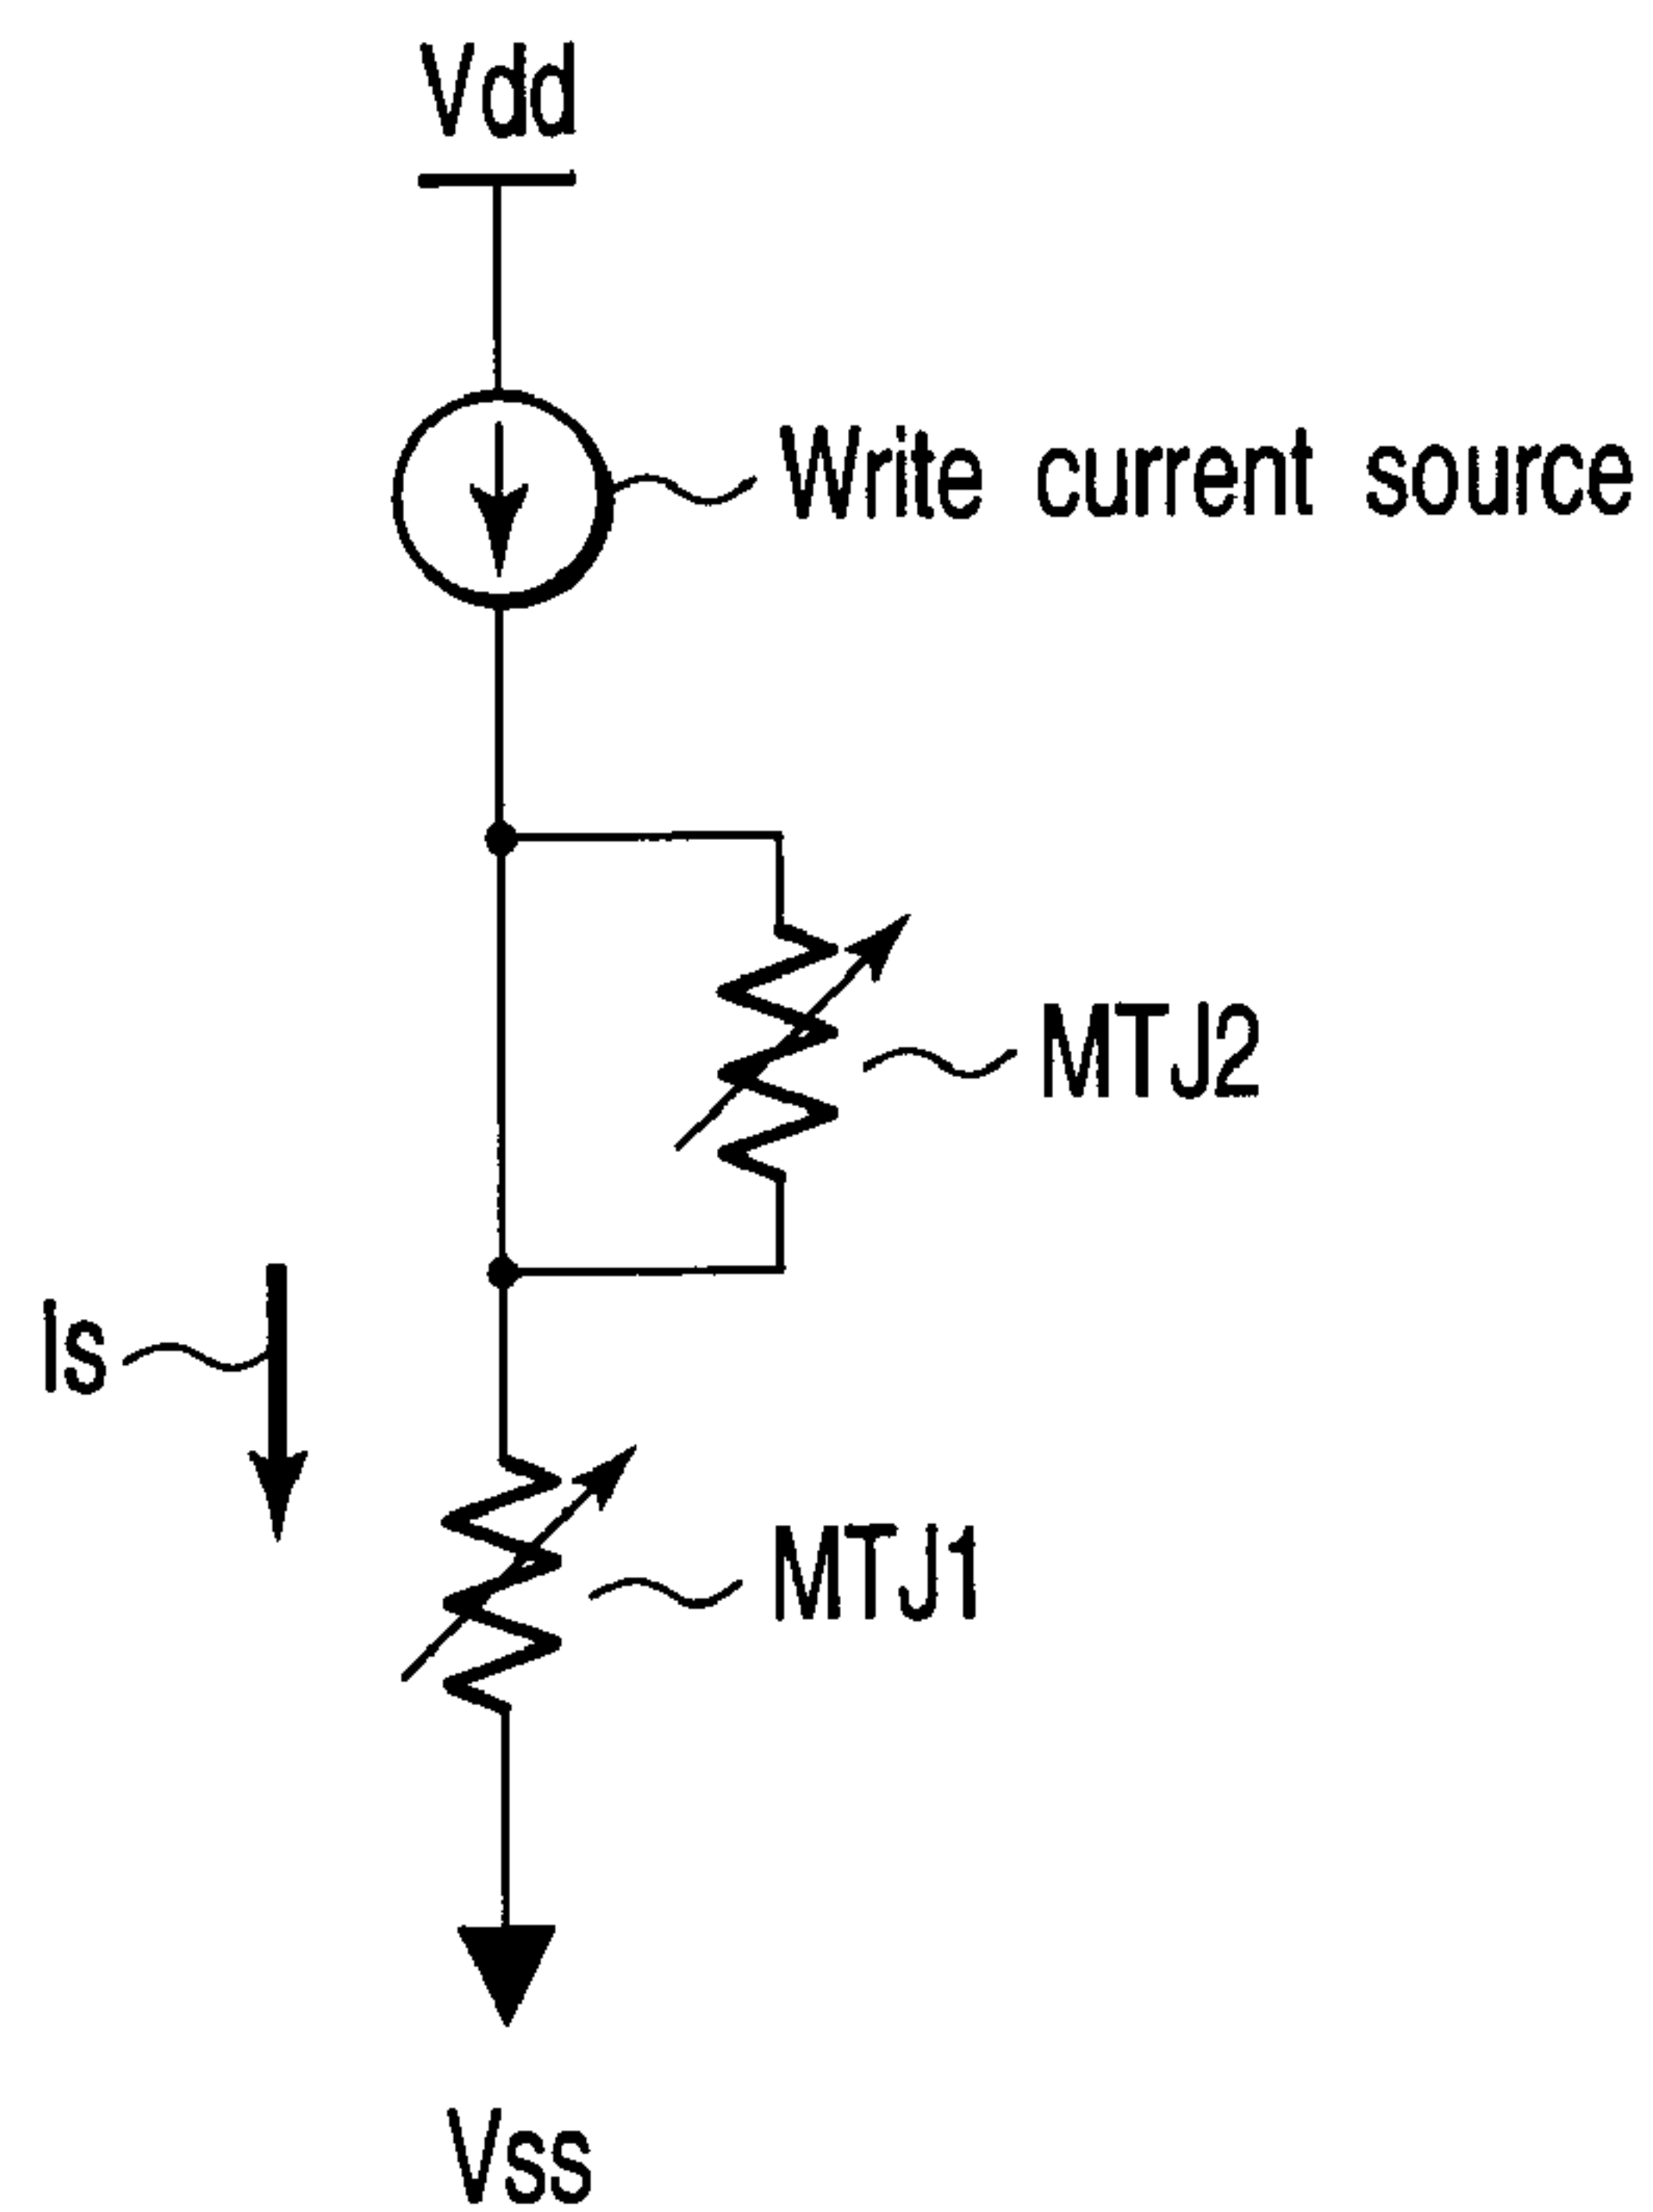 Vdd
Write current source
MTJ2
Is
MTJ1
Vss